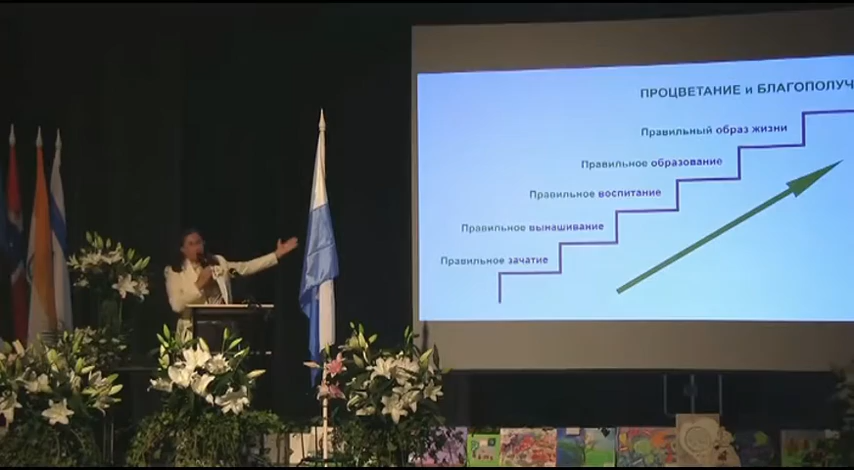 ПРОЦВЕТАНИЕ и БЛАГОПОЛУЧ
Правильный образ жизни
Правильное образование
Правильное воспитание
Правильное вынашивание
Правильное зачатие